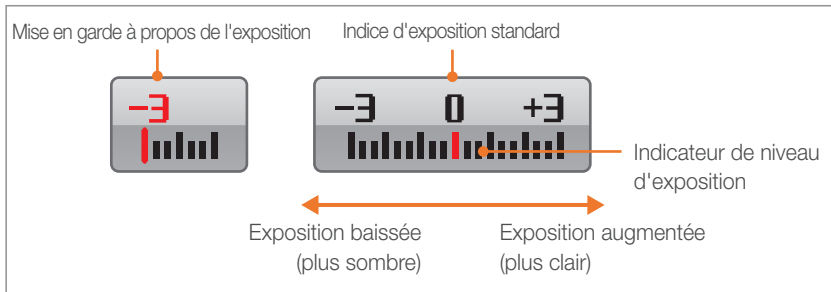 Mise en garde à propos de l'exposition
Indice d'exposition standard
-3
-3 0 +3
Indicateur de niveau
d'exposition
Exposition baissée
(plus sombre)
Exposition augmentée
(plus clair)